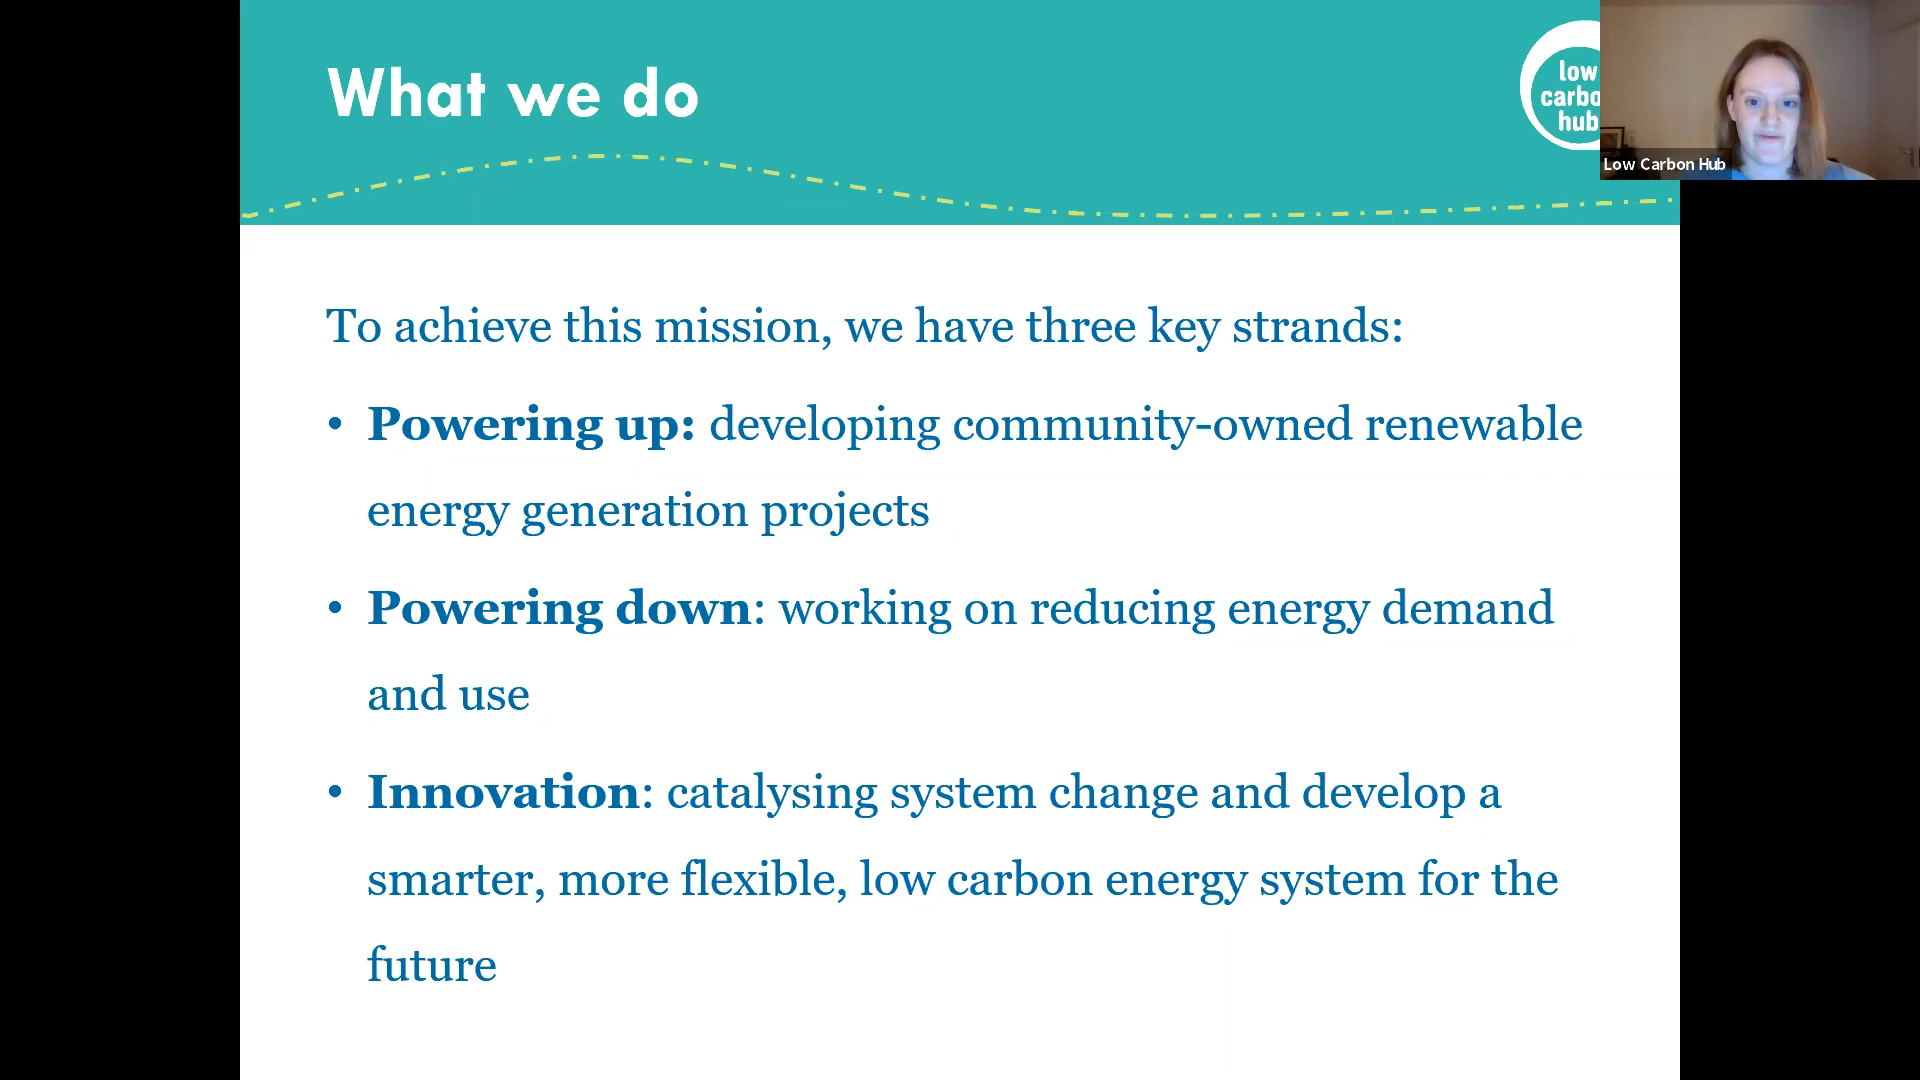 What we do
low
carbo
hub
Low Carbon Hub
To achieve this mission, we have three key strands:
• Powering up: developing community-owned renewable
energy generation projects
• Powering down: working on reducing energy demand
and use
• Innovation: catalysing system change and develop a
smarter, more flexible, low carbon energy system for the
future